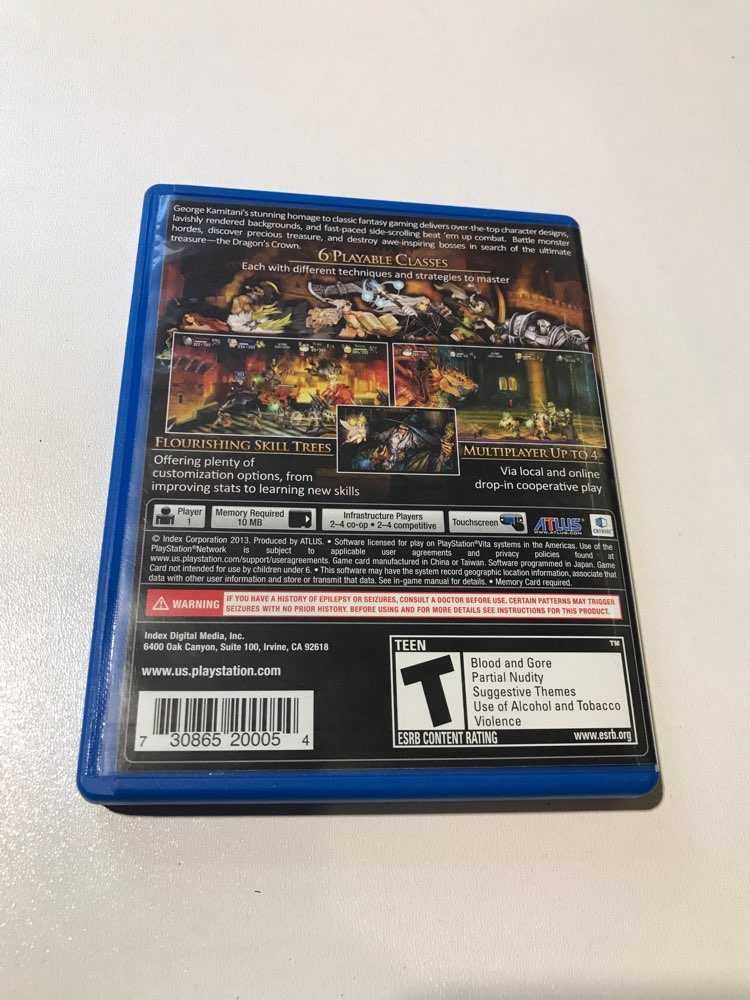 George Kamitani's stunning homage to classic fantasy gaming delivers over-the-top character designs,
lavishly rendered backgrounds, and fast-paced side-scrolling beat 'em up combat. Battle monster
hordes, discover precious treasure, and destroy awe-inspiring bosses in search of the ultimate
treasure—the Dragon's Crown.
6 PLAYABLE CLASSES
Each with different techniques and strategies to master
FLOURISHING SKILL TREES
Offering plenty of
customization options, from
improving stats to learning new skills
MULTIPLAYER UP TO 4
Via local and online
drop-in cooperative play
Player
1
Memory Required
10 MB
Infrastructure Players
2–4 co-op • 2–4 competitive
Touchscreen
ATLUS
WWW.ATLUS.COM
© Index Corporation 2013. Produced by ATLUS. • Software licensed for play on PlayStation®Vita systems in the Americas. Use of the
PlayStation®Network is subject to applicable user agreements and privacy policies found at
www.us.playstation.com/support/useragreements. Game card manufactured in China or Taiwan. Software programmed in Japan. Game
Card not intended for use by children under 6. • This software may have the system record geographic location information, associate that
data with other user information and store or transmit that data. See in-game manual for details. • Memory Card required.
WARNING
IF YOU HAVE A HISTORY OF EPILEPSY OR SEIZURES, CONSULT A DOCTOR BEFORE USE. CERTAIN PATTERNS MAY TRIGGER
SEIZURES WITH NO PRIOR HISTORY. BEFORE USING AND FOR MORE DETAILS SEE INSTRUCTIONS FOR THIS PRODUCT.
Index Digital Media, Inc.
6400 Oak Canyon, Suite 100, Irvine, CA 92618
www.us.playstation.com
7 30865 20005 4
TEEN
TM
T
Blood and Gore
Partial Nudity
Suggestive Themes
Use of Alcohol and Tobacco
Violence
ESRB CONTENT RATING
www.esrb.org